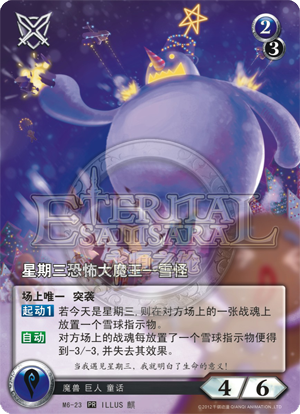 2
3
ETERNAL SAMSARA
星期三恐怖大魔王--雪怪
场上唯一 突袭
起动1 若今天是星期三,则在对方场上的一张战魂上
放置一个雪球指示物。
自动 对方场上的战魂每放置了一个雪球指示物便得
到-3/-3,并失去其效果。
当我遇见星期三,我就明白了创意的意义!
魔兽 巨人 童话
4/6
M6-23 PR ILLUS 颢